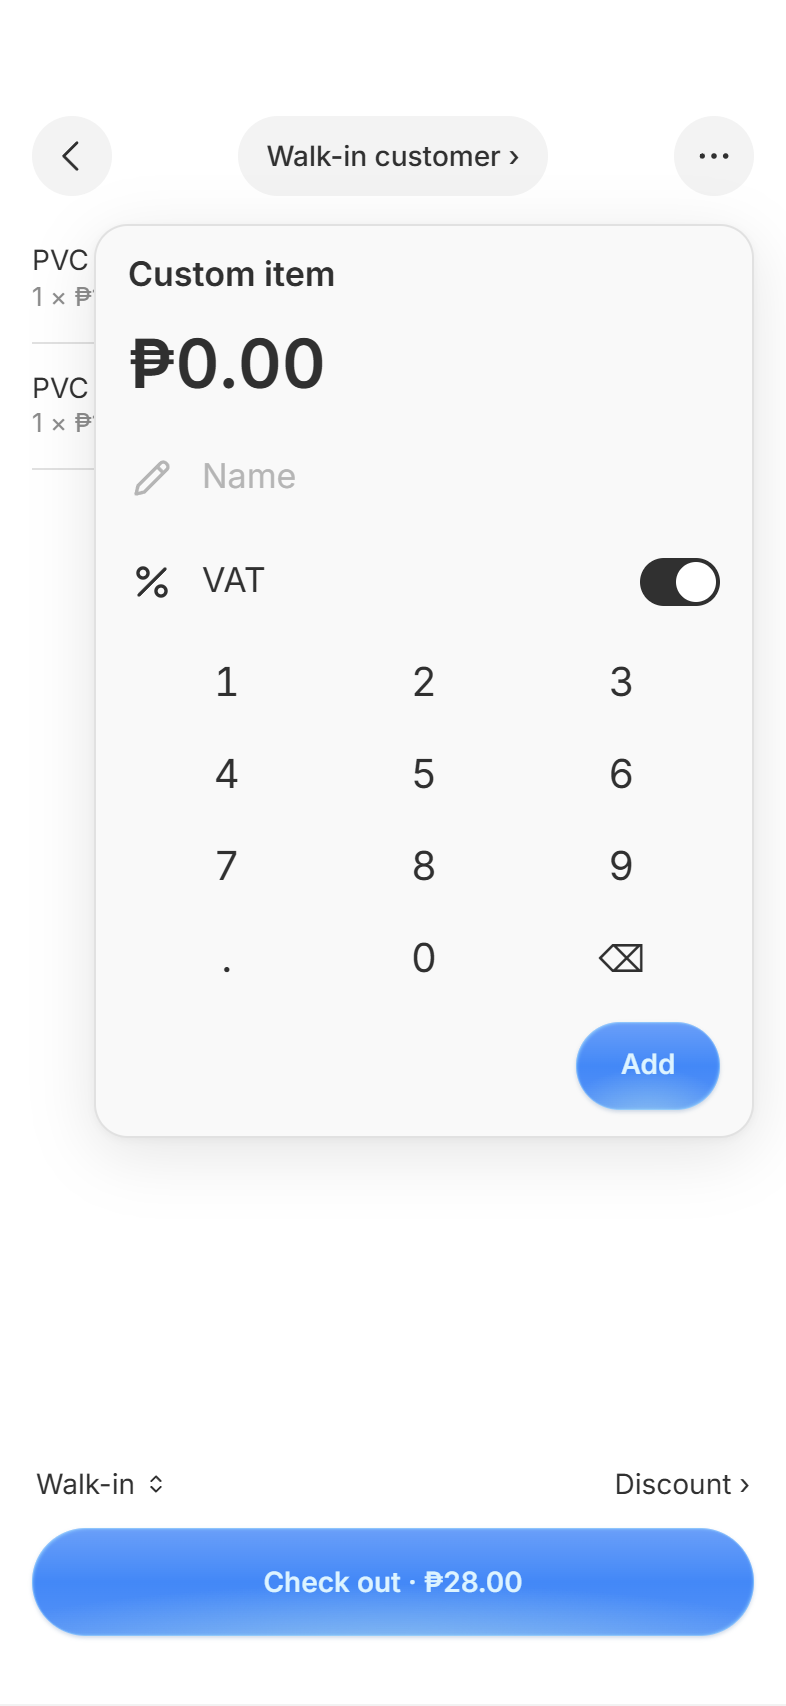 Walk-in customer ›
PVC
1 × ₱
Custom item
₱0.00
PVC
1 × ₱
Name
% VAT
1 2 3
4 5 6
7 8 9
. 0 ⌫
Add
Walk-in
Discount ›
Check out · ₱28.00